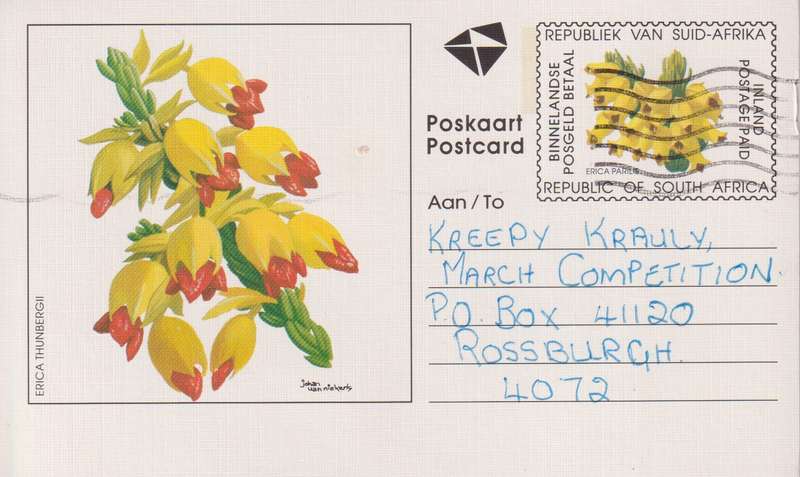 ERICA THUNBERGII
johan
van niekerk
Poskaart
Postcard
REPUBLIEK VAN SUID-AFRIKA
BINNELANDSE
POSGELD BETAAL
INLAND
POSTAGE PAID
ERICA PARILIS
REPUBLIC OF SOUTH AFRICA
Aan / To
KREEPY KRAULY,
MARCH COMPETITION.
P.O. BOX 41120
ROSSBURGH.
4072